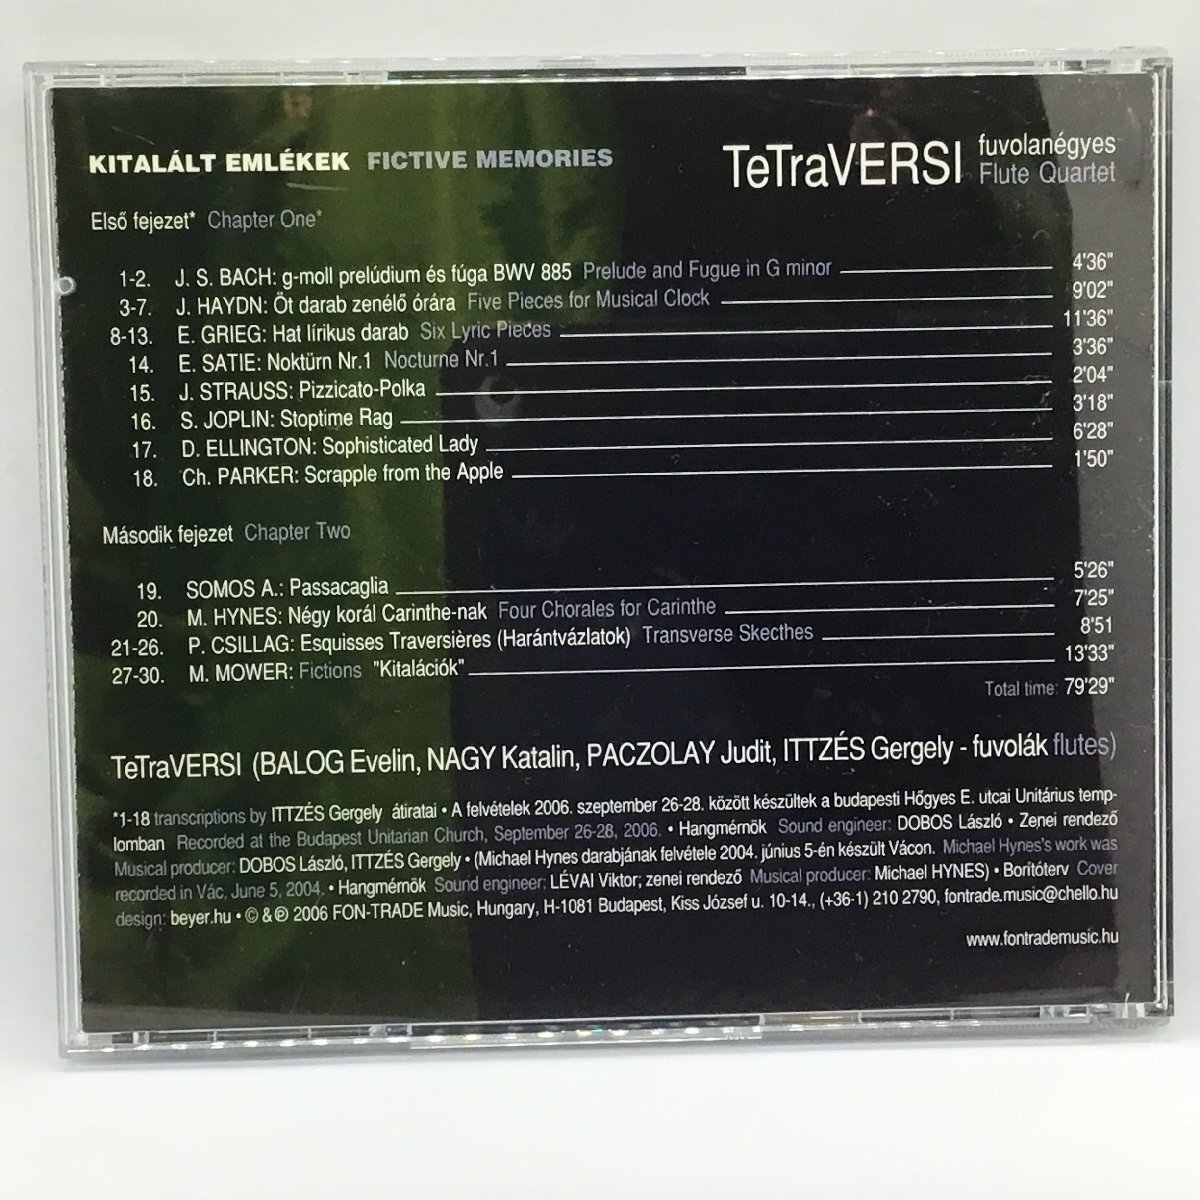 KITALÁLT EMLÉKEK FICTIVE MEMORIES
TeTraVERSI fuvolanégyes
Flute Quartet
Első fejezet* Chapter One*
1-2. J. S. BACH: g-moll prelúdium és fúga BWV 885 Prelude and Fugue in G minor 4'36"
3-7. J. HAYDN: Öt darab zenélő órára Five Pieces for Musical Clock 9'02"
8-13. E. GRIEG: Hat lírikus darab Six Lyric Pieces 11'36"
14. E. SATIE: Noktürn Nr.1 Nocturne Nr.1 3'36"
15. J. STRAUSS: Pizzicato-Polka 2'04"
16. S. JOPLIN: Stoptime Rag 3'18"
17. D. ELLINGTON: Sophisticated Lady 6'28"
18. Ch. PARKER: Scrapple from the Apple 1'50"
Második fejezet Chapter Two
19. SOMOS A.: Passacaglia 5'26"
20. M. HYNES: Négy korál Carinthe-nak Four Chorales for Carinthe 7'25"
21-26. P. CSILLAG: Esquisses Traversières (Harántvázlatok) Transverse Skecthes 8'51
27-30. M. MOWER: Fictions "Kitalációk" 13'33"
Total time: 79'29"
TeTraVERSI (BALOG Evelin, NAGY Katalin, PACZOLAY Judit, ITTZÉS Gergely - fuvolák flutes)
*1-18 transcriptions by ITTZÉS Gergely átiratai • A felvételek 2006. szeptember 26-28. között készültek a budapesti Hőgyes E. utcai Unitárius temp-
lomban Recorded at the Budapest Unitarian Church, September 26-28, 2006. • Hangmérnök Sound engineer: DOBOS László • Zenei rendező
Musical producer: DOBOS László, ITTZÉS Gergely • (Michael Hynes darabjának felvétele 2004. június 5-én készült Vácon. Michael Hynes's work was
recorded in Vác, June 5, 2004. • Hangmérnök Sound engineer: LÉVAI Viktor; zenei rendező Musical producer: Michael HYNES) • Borítóterv Cover
design: beyer.hu • © & ℗ 2006 FON-TRADE Music, Hungary, H-1081 Budapest, Kiss József u. 10-14., (+36-1) 210 2790, fontrade.music@chello.hu
www.fontrademusic.hu